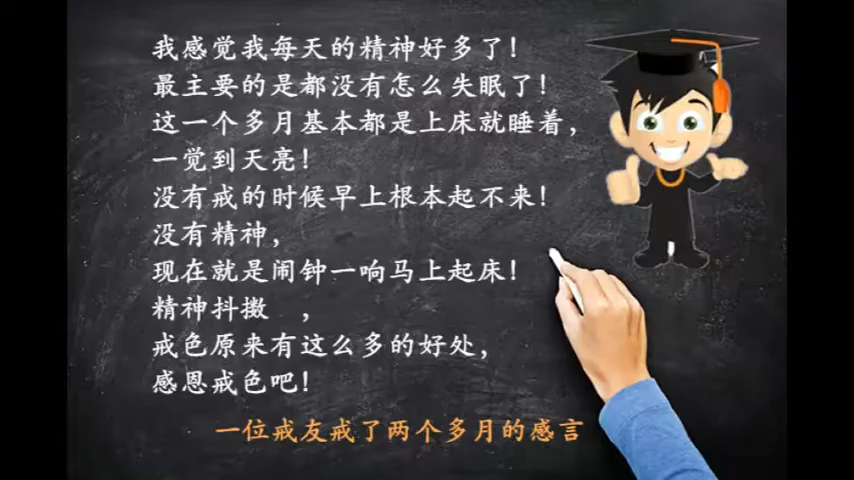 我感觉我每天的精神好多了！
最主要的是都没有怎么失眠了！
这一个多月基本都是上床就睡着，
一觉到天亮！
没有戒的时候早上根本起不来！
没有精神，
现在就是闹钟一响马上起床！
精神抖擞 ，
戒色原来有这么多的好处，
感恩戒色吧！
一位戒友戒了两个多月的感言